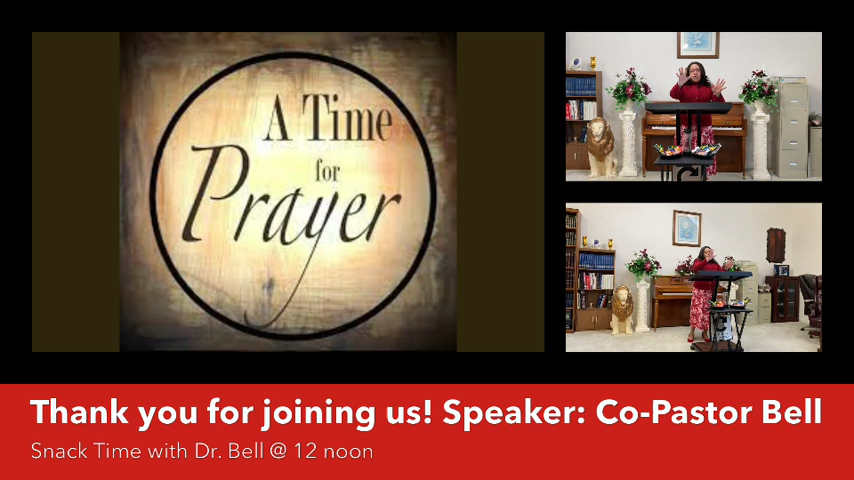 A Time
for
Prayer
Thank you for joining us! Speaker: Co-Pastor Bell
Snack Time with Dr. Bell @ 12 noon